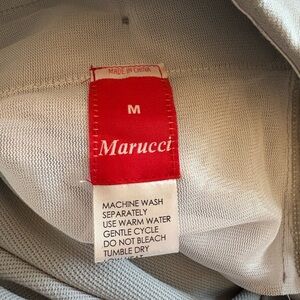 MADE IN CHINA
M
Marucci
MACHINE WASH
SEPARATELY
USE WARM WATER
GENTLE CYCLE
DO NOT BLEACH
TUMBLE DRY